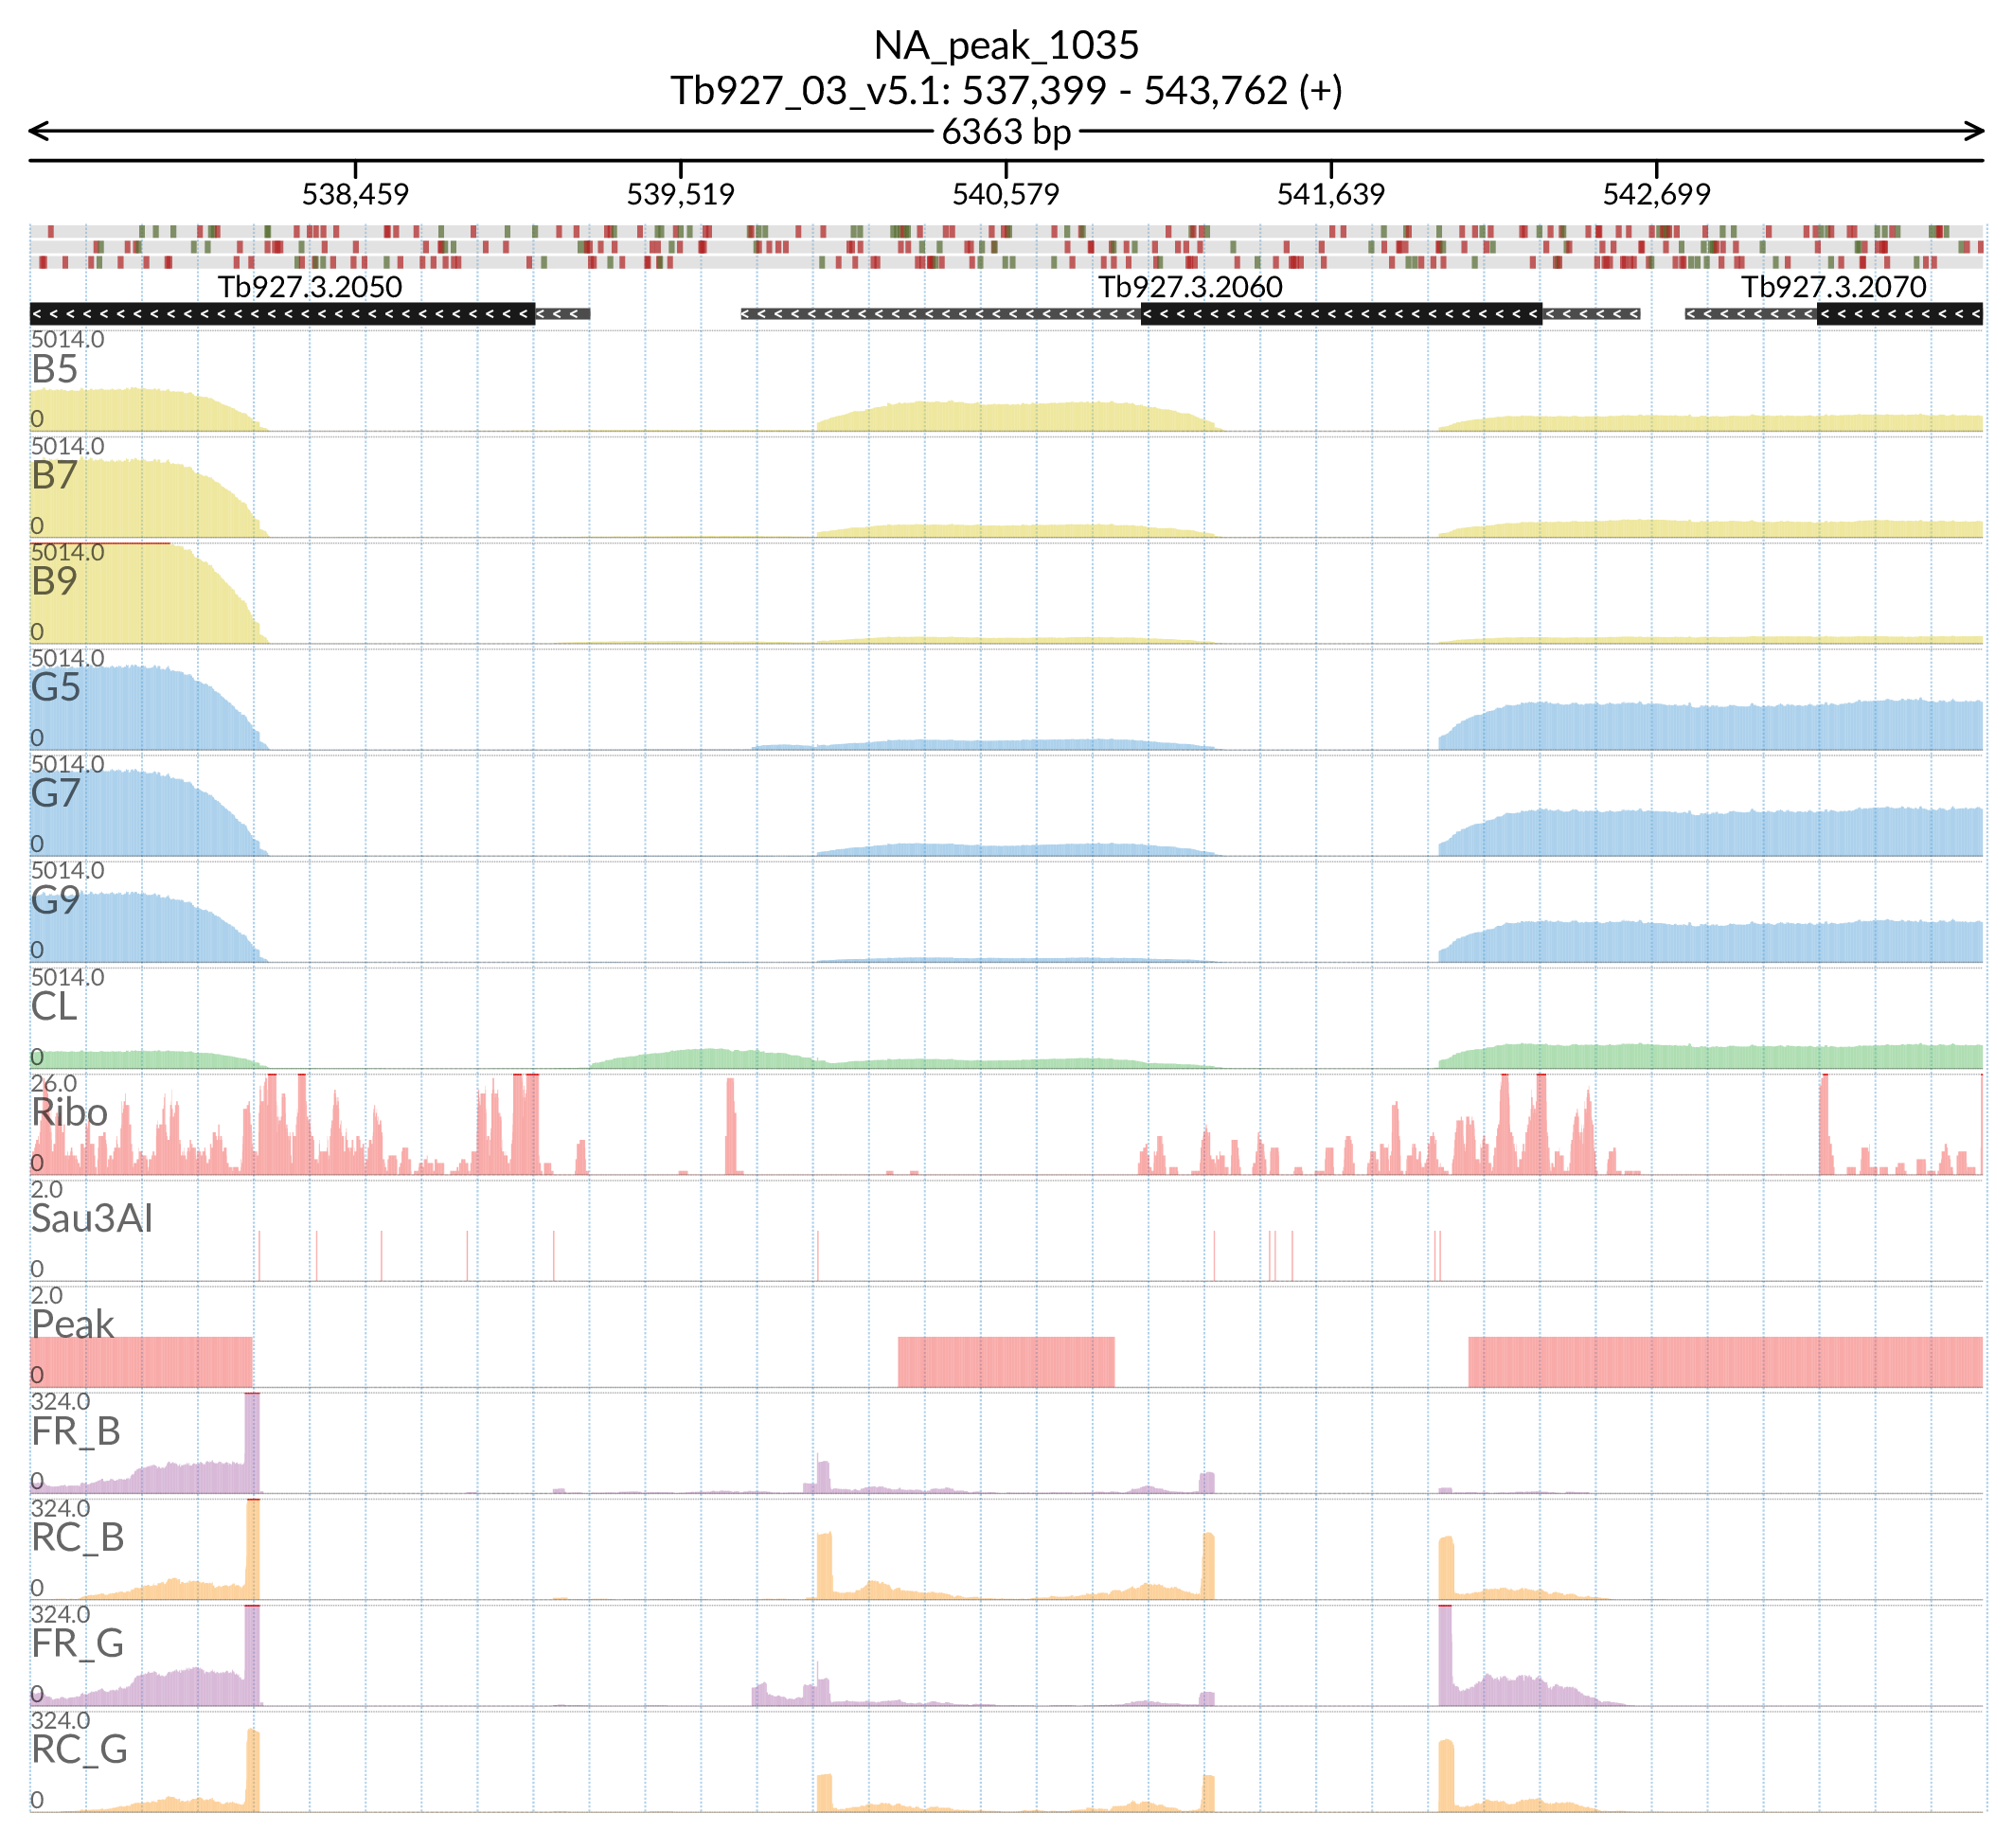 NA_peak_1035
Tb927_03_v5.1: 537,399 - 543,762 (+)
6363 bp
538,459 539,519 540,579 541,639 542,699
Tb927.3.2050 Tb927.3.2060 Tb927.3.2070
5014.0
B5
0
5014.0
B7
0
5014.0
B9
0
5014.0
G5
0
5014.0
G7
0
5014.0
G9
0
5014.0
CL
0
26.0
Ribo
0
2.0
Sau3AI
0
2.0
Peak
0
324.0
FR_B
0
324.0
RC_B
0
324.0
FR_G
0
324.0
RC_G
0